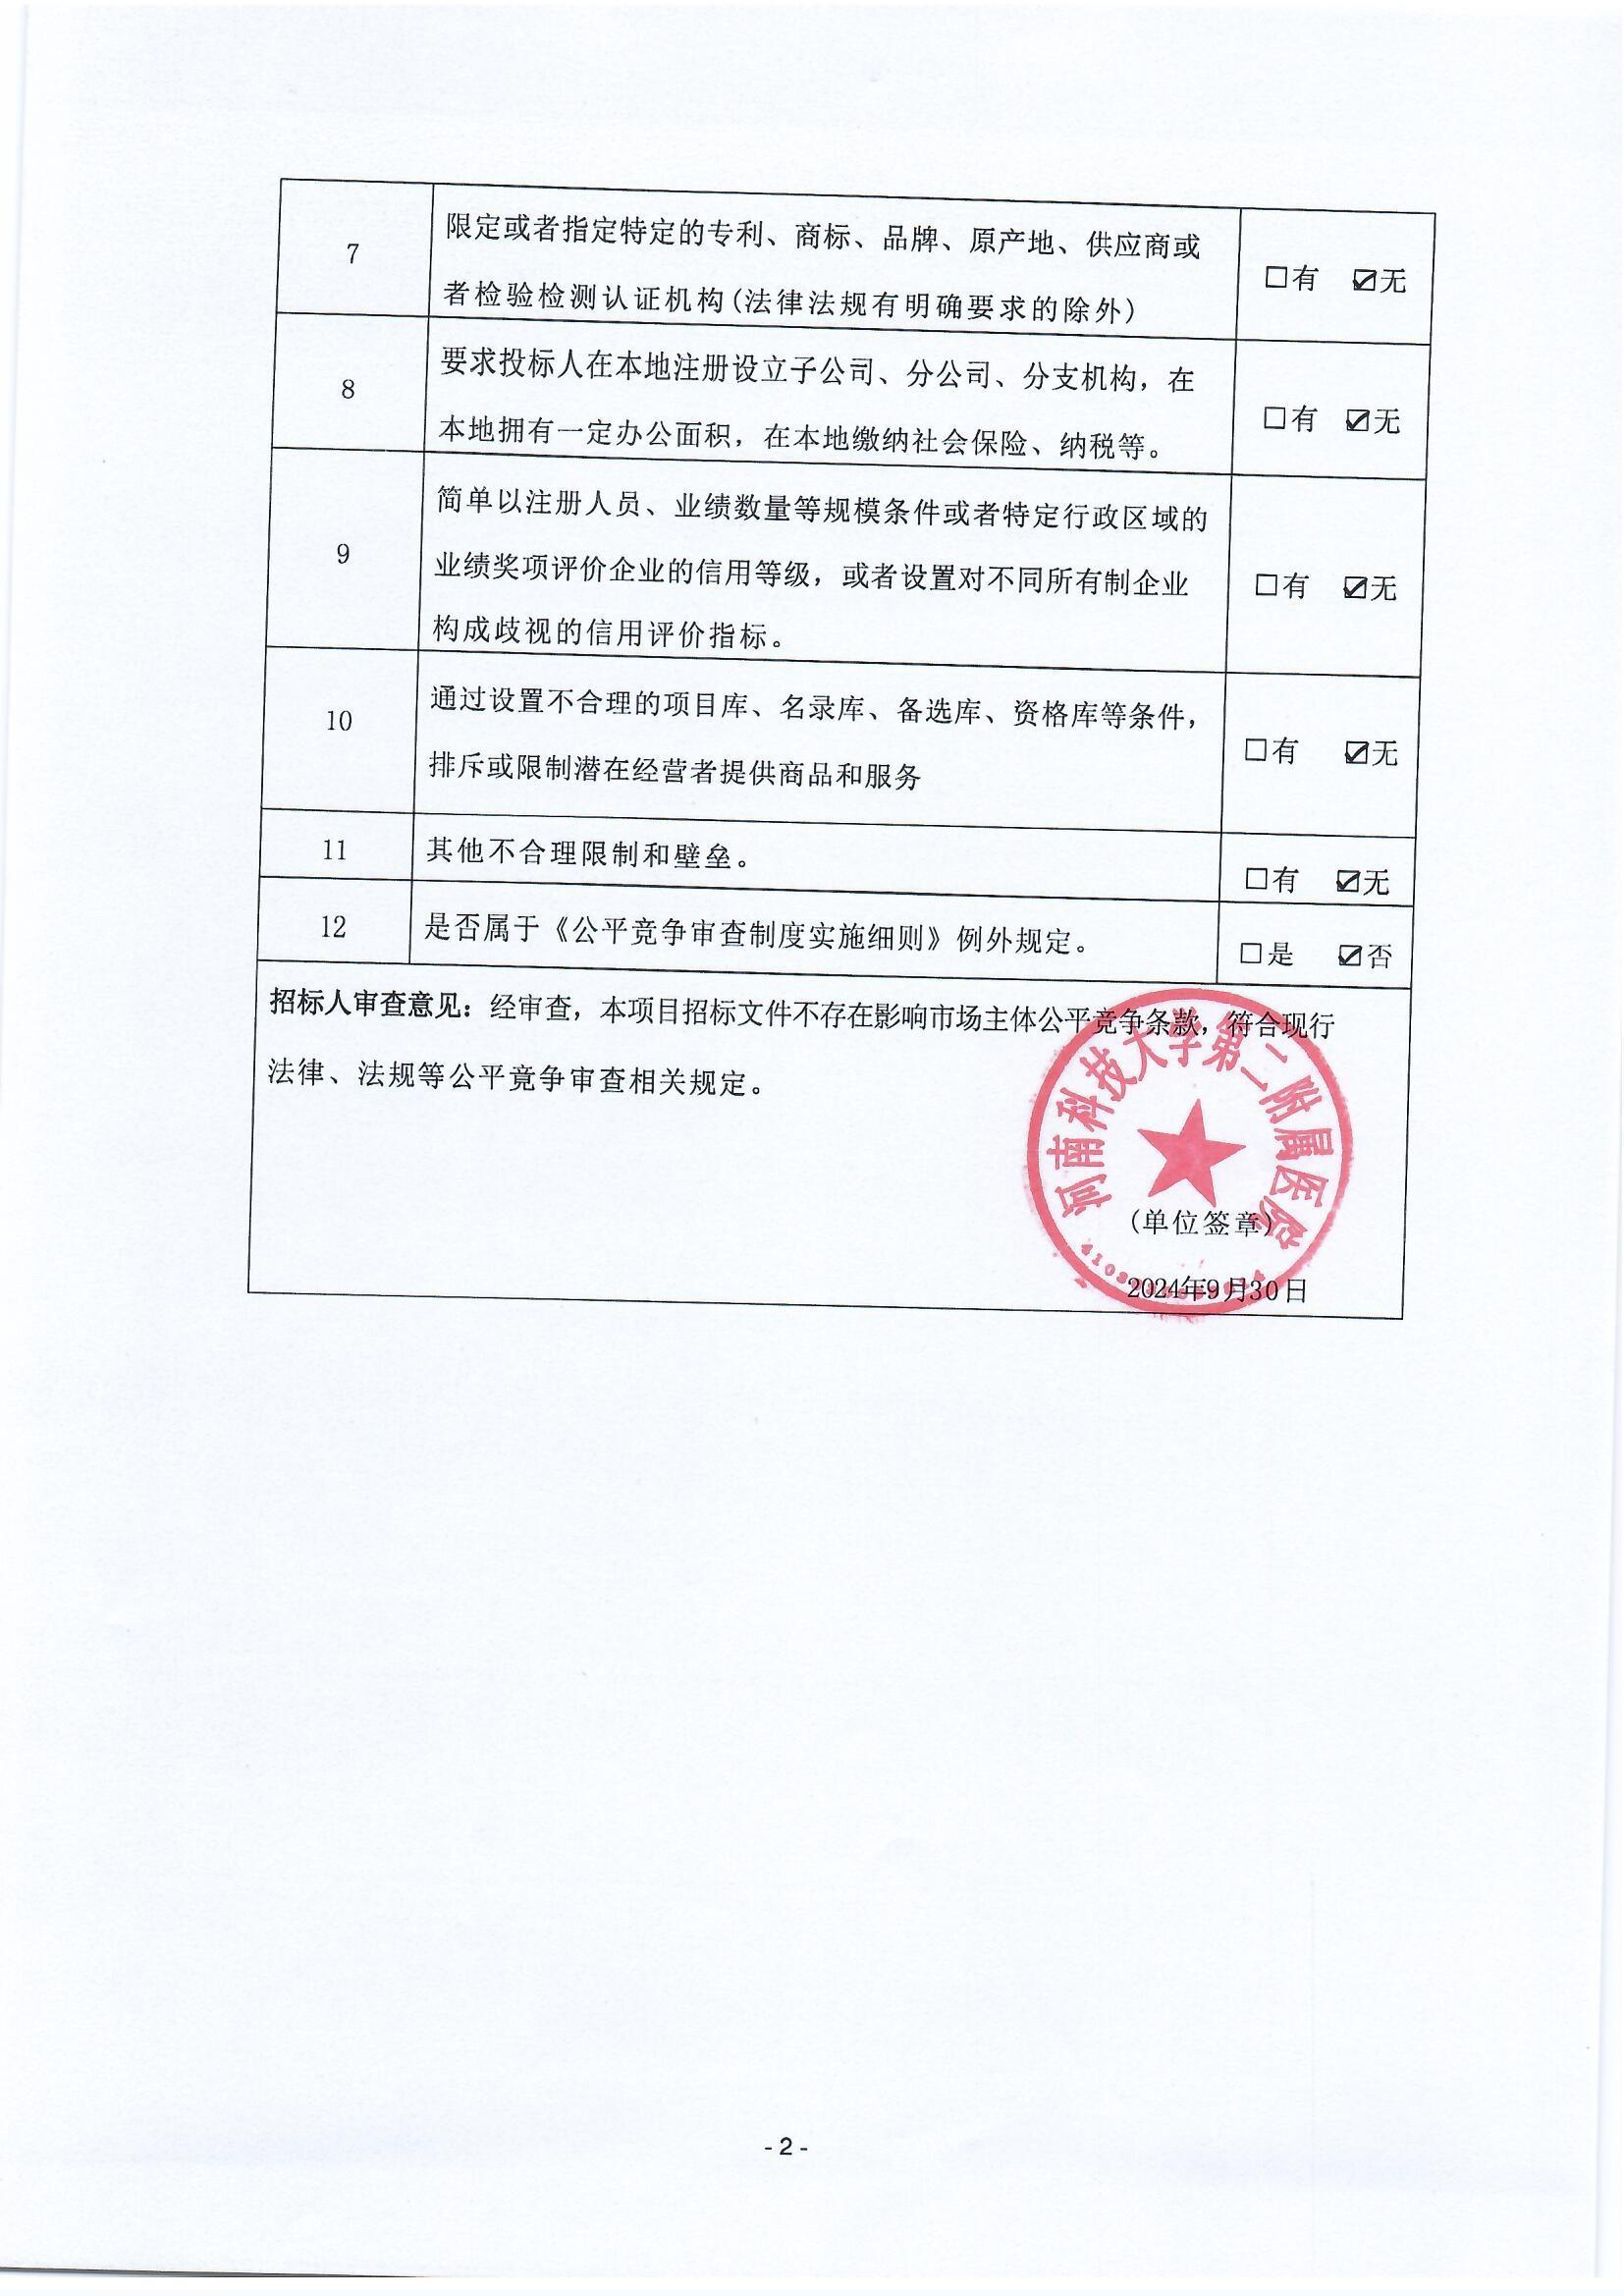 7
限定或者指定特定的专利、商标、品牌、原产地、供应商或
者检验检测认证机构(法律法规有明确要求的除外)
□有 ☑无
8
要求投标人在本地注册设立子公司、分公司、分支机构，在
本地拥有一定办公面积，在本地缴纳社会保险、纳税等。
□有 ☑无
9
简单以注册人员、业绩数量等规模条件或者特定行政区域的
业绩奖项评价企业的信用等级，或者设置对不同所有制企业
构成歧视的信用评价指标。
□有 ☑无
10
通过设置不合理的项目库、名录库、备选库、资格库等条件，
排斥或限制潜在经营者提供商品和服务
□有 ☑无
11
其他不合理限制和壁垒。
□有 ☑无
12
是否属于《公平竞争审查制度实施细则》例外规定。
□是 ☑否
招标人审查意见：经审查，本项目招标文件不存在影响市场主体公平竞争条款，符合现行
法律、法规等公平竟争审查相关规定。
河南科技大学第二附属医院
(单位签章)
2024年9月30日
- 2 -